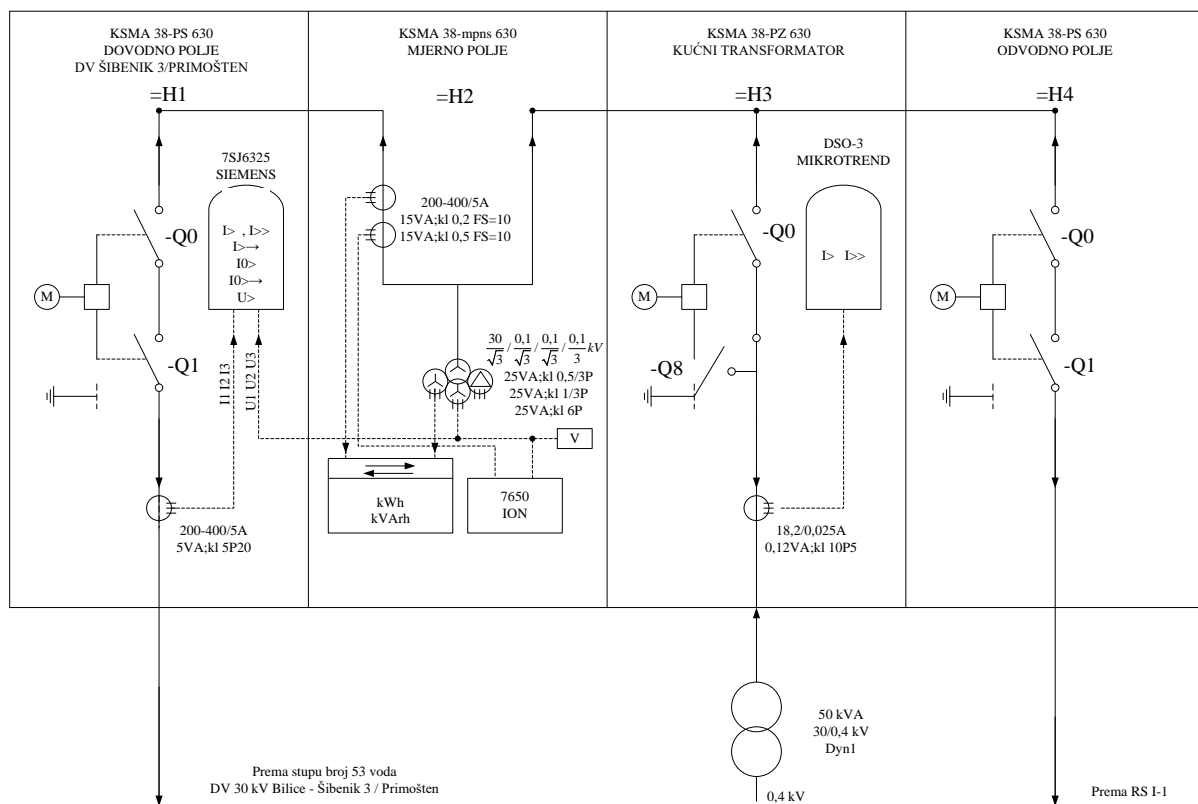 KSMA 38-PS 630
DOVODNO POLJE
DV ŠIBENIK 3/PRIMOŠTEN
=H1
7SJ6325
SIEMENS
I> , I>>
I>→
I0>
I0>→
U>
-Q0
M
-Q1
I1 I2 I3
U1 U2 U3
200-400/5A
5VA;kl 5P20
KSMA 38-mpns 630
MJERNO POLJE
=H2
200-400/5A
15VA;kl 0,2 FS=10
15VA;kl 0,5 FS=10
30/√3 / 0,1/√3 / 0,1/√3 / 0,1/3 kV
25VA;kl 0,5/3P
25VA;kl 1/3P
25VA;kl 6P
V
kWh
kVArh
7650
ION
KSMA 38-PZ 630
KUĆNI TRANSFORMATOR
=H3
DSO-3
MIKROTREND
I> I>>
-Q0
M
-Q8
18,2/0,025A
0,12VA;kl 10P5
KSMA 38-PS 630
ODVODNO POLJE
=H4
-Q0
M
-Q1
Prema stupu broj 53 voda
DV 30 kV Bilice - Šibenik 3 / Primošten
50 kVA
30/0,4 kV
Dyn1
0,4 kV
Prema RS I-1